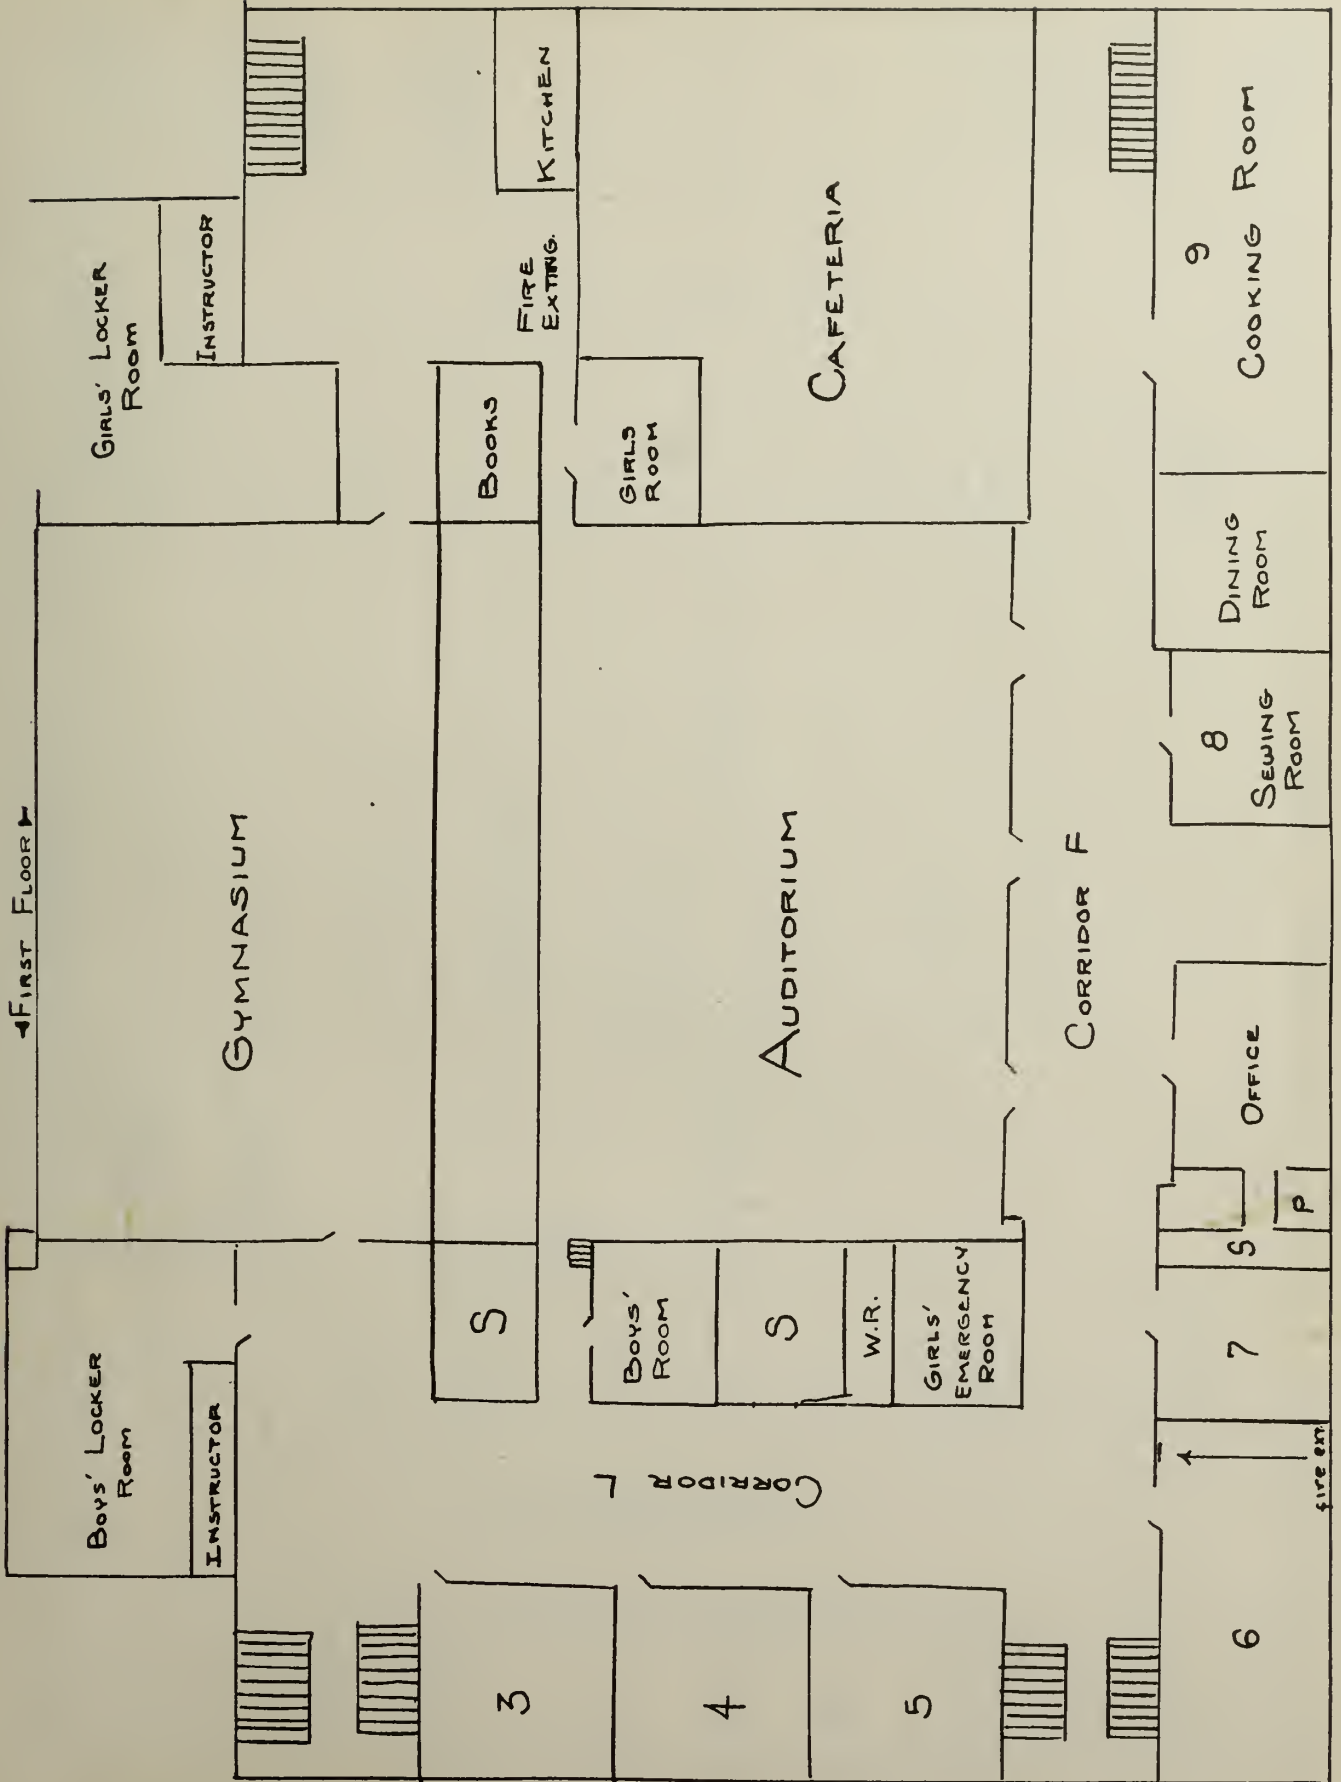 ◄FIRST FLOOR►
BOYS' LOCKER
ROOM
INSTRUCTOR
GYMNASIUM
GIRLS' LOCKER
ROOM
INSTRUCTOR
3
S
BOOKS
KITCHEN
FIRE
EXTING.
4
CORRIDOR L
BOYS'
ROOM
S
W.R.
GIRLS'
EMERGENCY
ROOM
AUDITORIUM
GIRLS
ROOM
CAFETERIA
5
CORRIDOR F
6
fire ext.
7
S
P
OFFICE
8
SEWING
ROOM
DINING
ROOM
9
COOKING ROOM